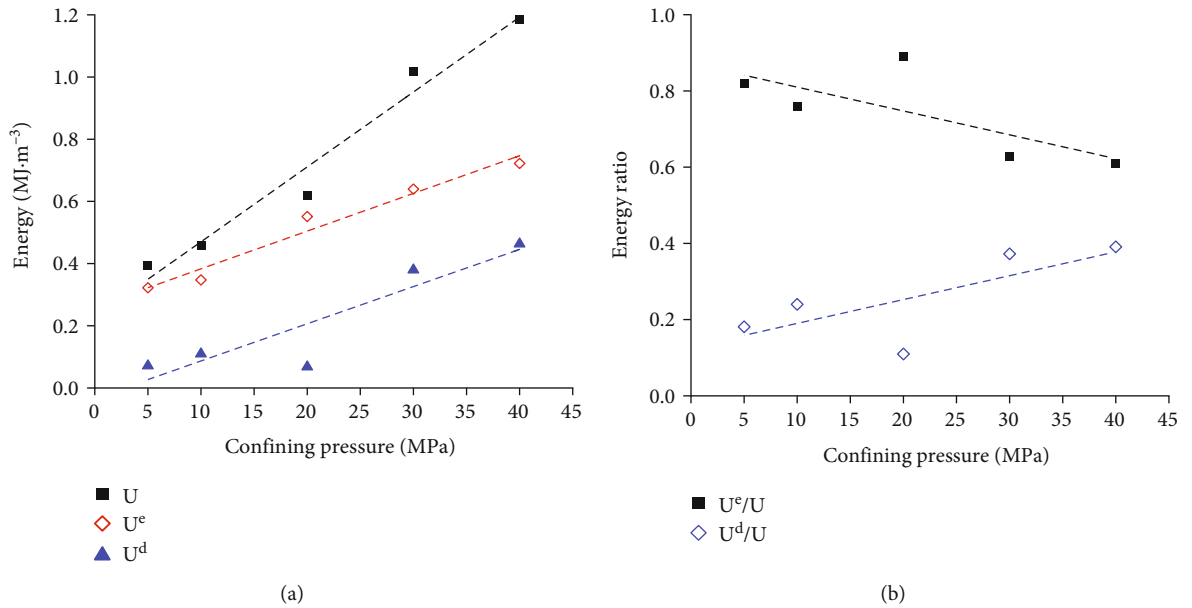 1.2
1.0
0.8
0.6
0.4
0.2
0.0
Energy (MJ·m⁻³)
0 5 10 15 20 25 30 35 40 45
Confining pressure (MPa)
U
Uᵉ
Uᵈ
(a)
1.0
0.8
0.6
0.4
0.2
0.0
Energy ratio
0 5 10 15 20 25 30 35 40 45
Confining pressure (MPa)
Uᵉ/U
Uᵈ/U
(b)